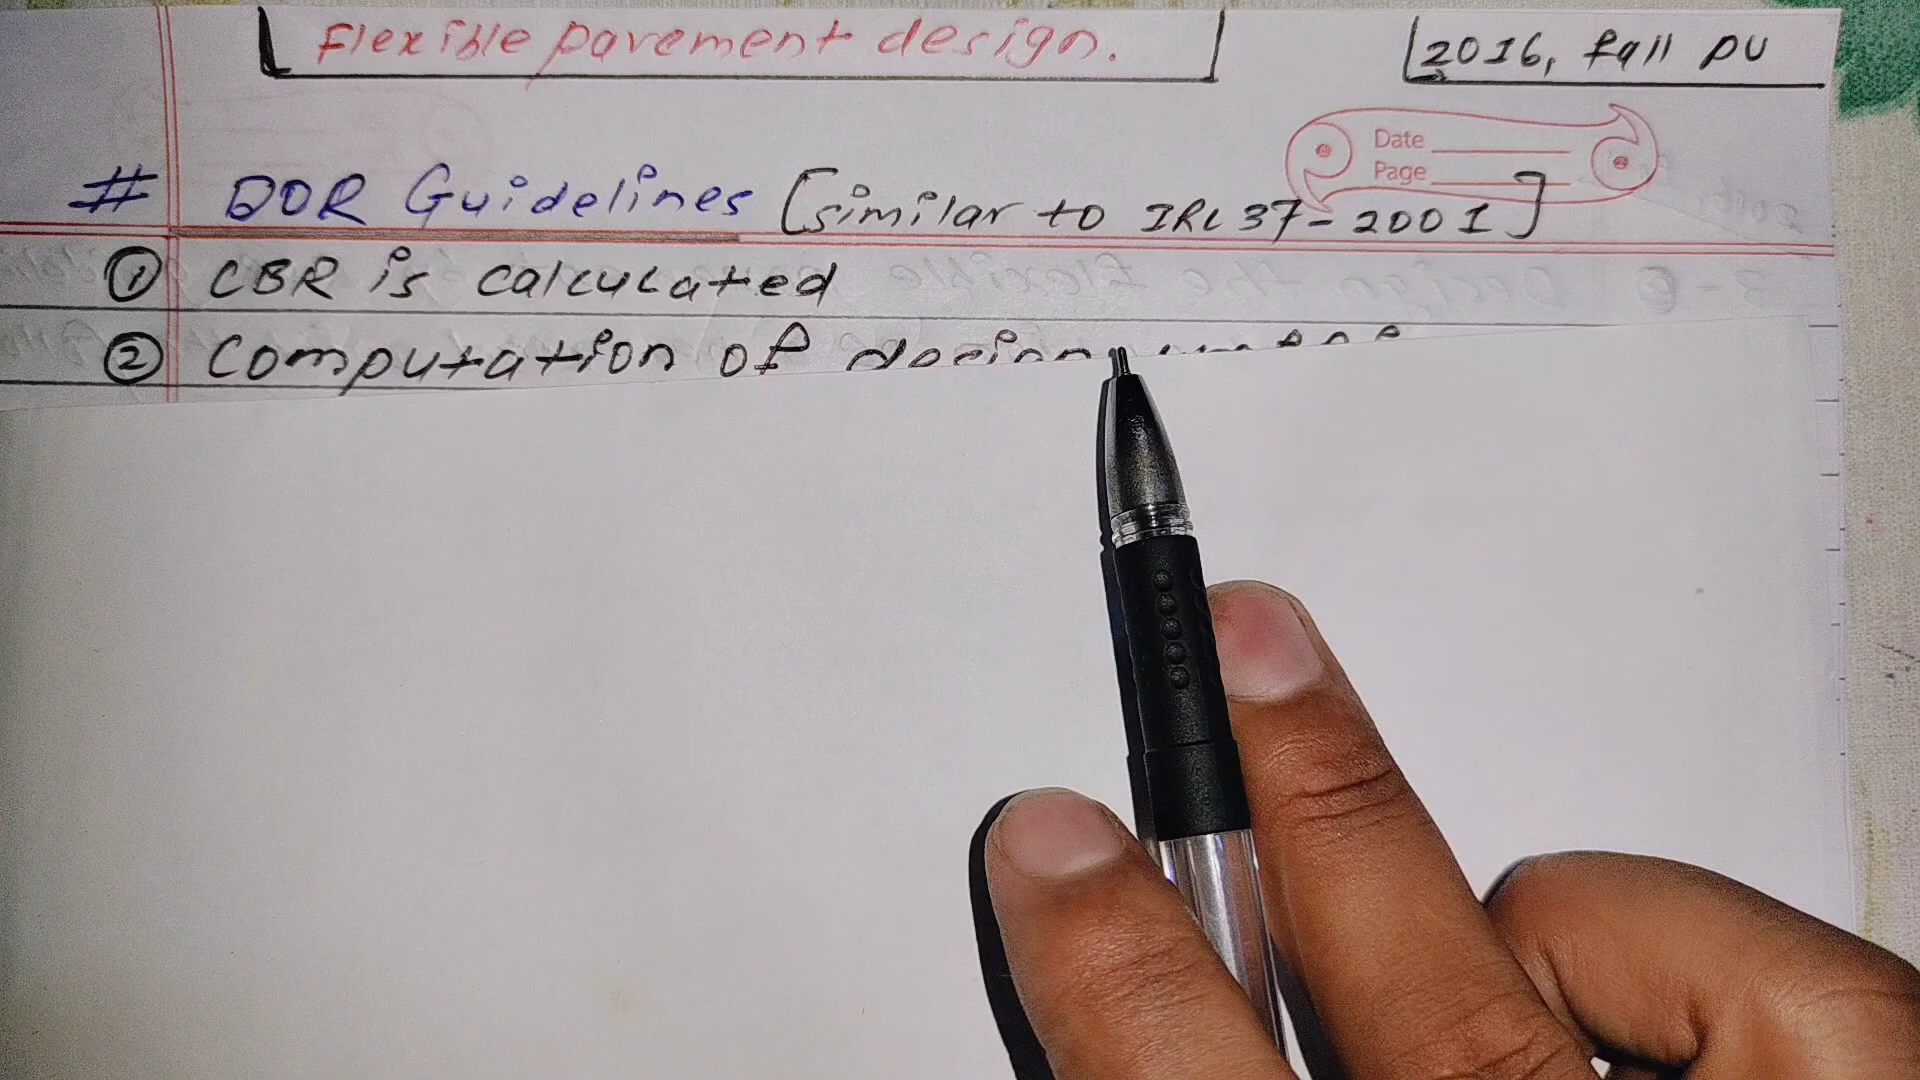 Flexible pavement design.
2016, fall PU
Date
Page
# DOR Guidelines [similar to IRC 37-2001]
① CBR is calculated
② Computation of design